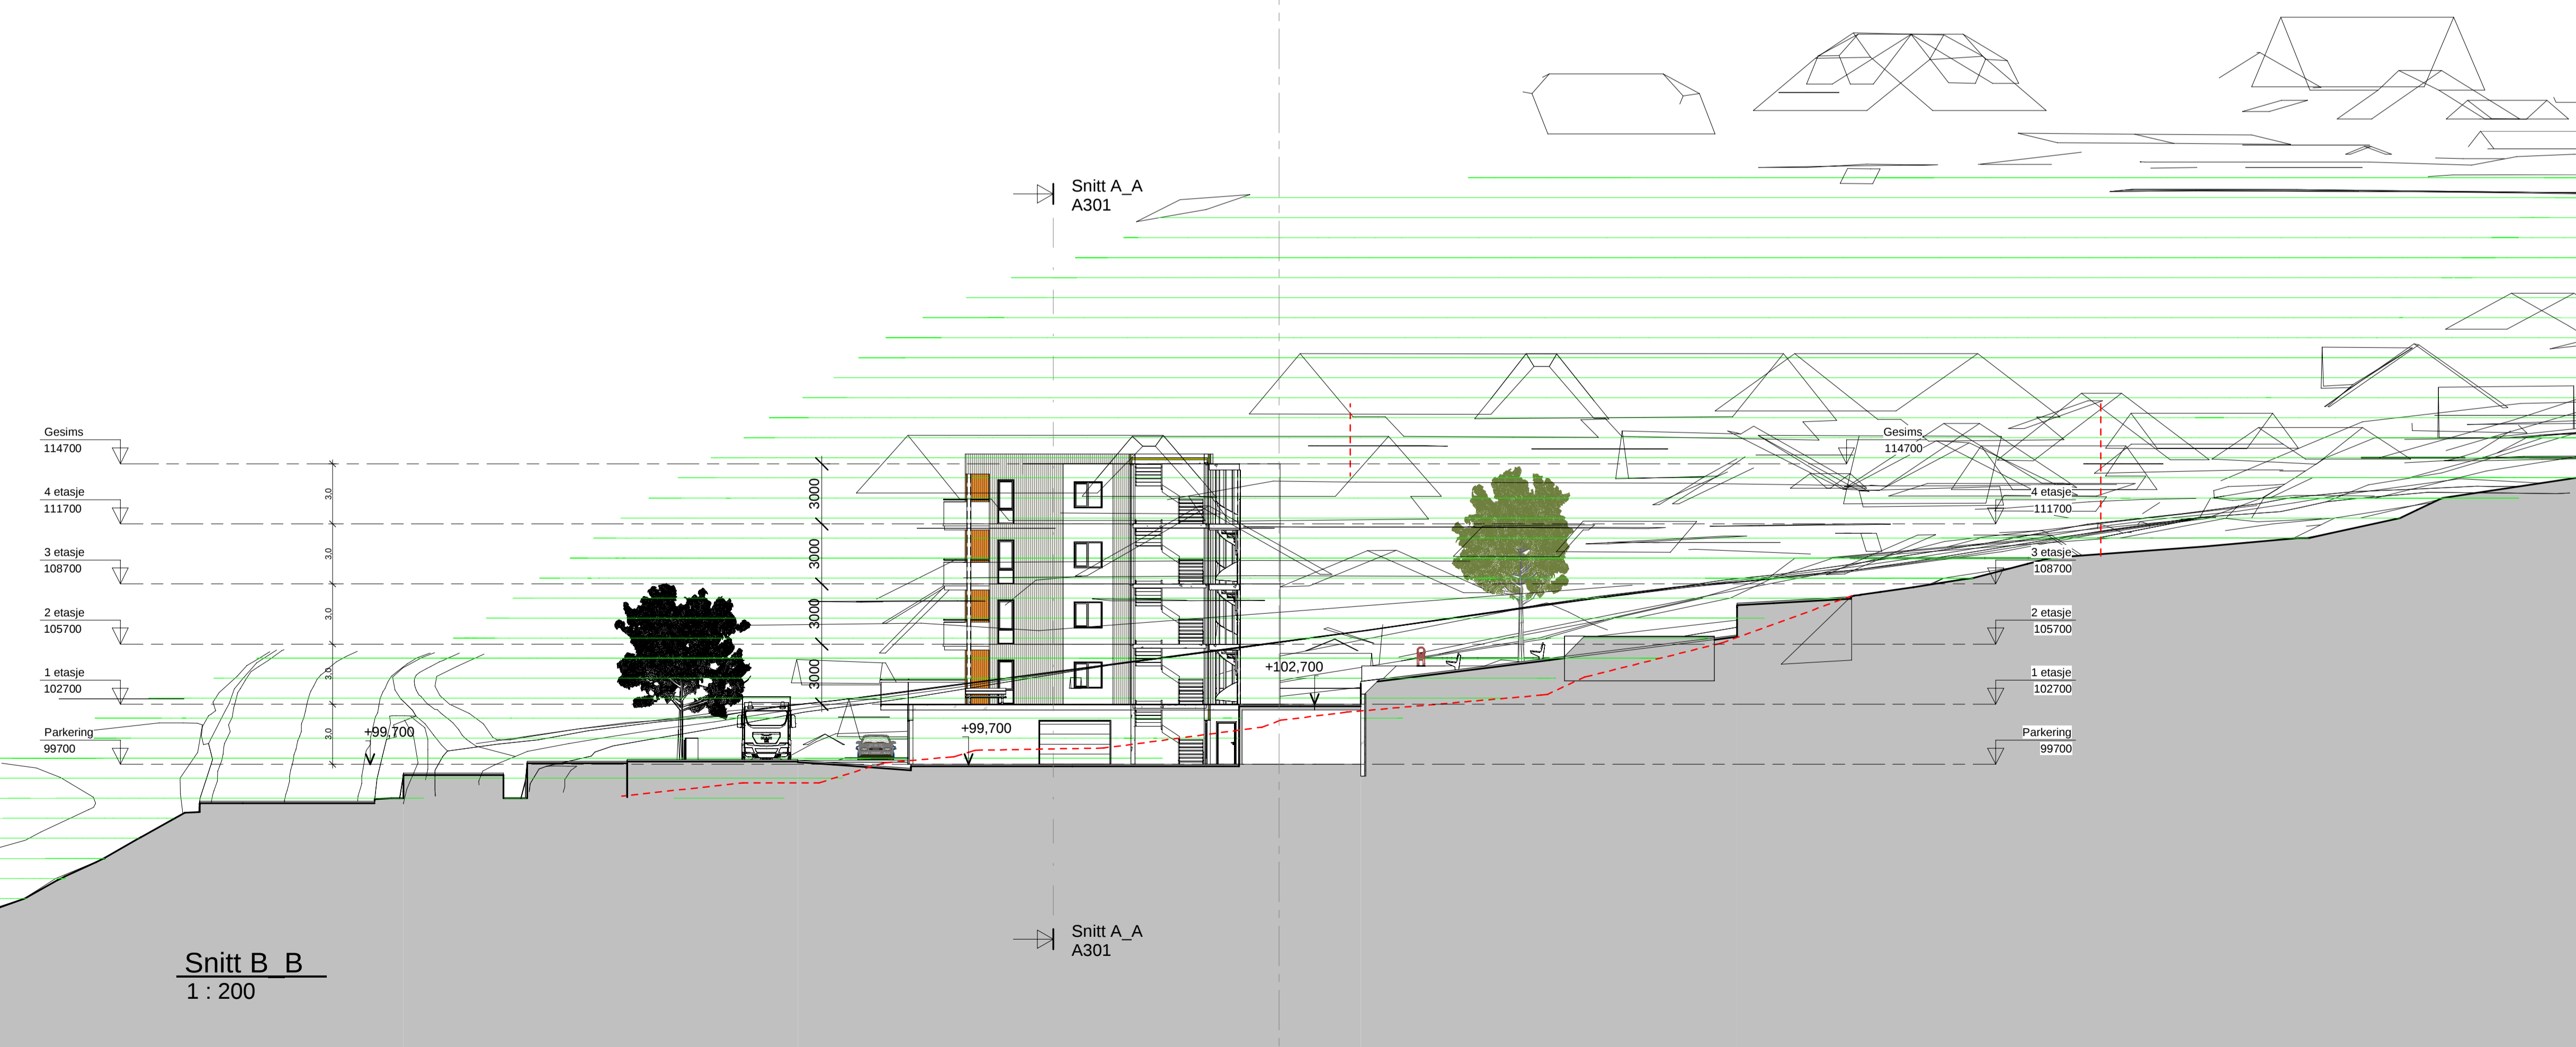 Snitt A_A
A301
Gesims
114700
4 etasje
111700
3 etasje
108700
2 etasje
105700
1 etasje
102700
Parkering
99700
3,0
3,0
3,0
3,0
3,0
+99,700
3000
3000
3000
3000
+99,700
+102,700
Gesims
114700
4 etasje
111700
3 etasje
108700
2 etasje
105700
1 etasje
102700
Parkering
99700
Snitt A_A
A301
Snitt B_B
1 : 200